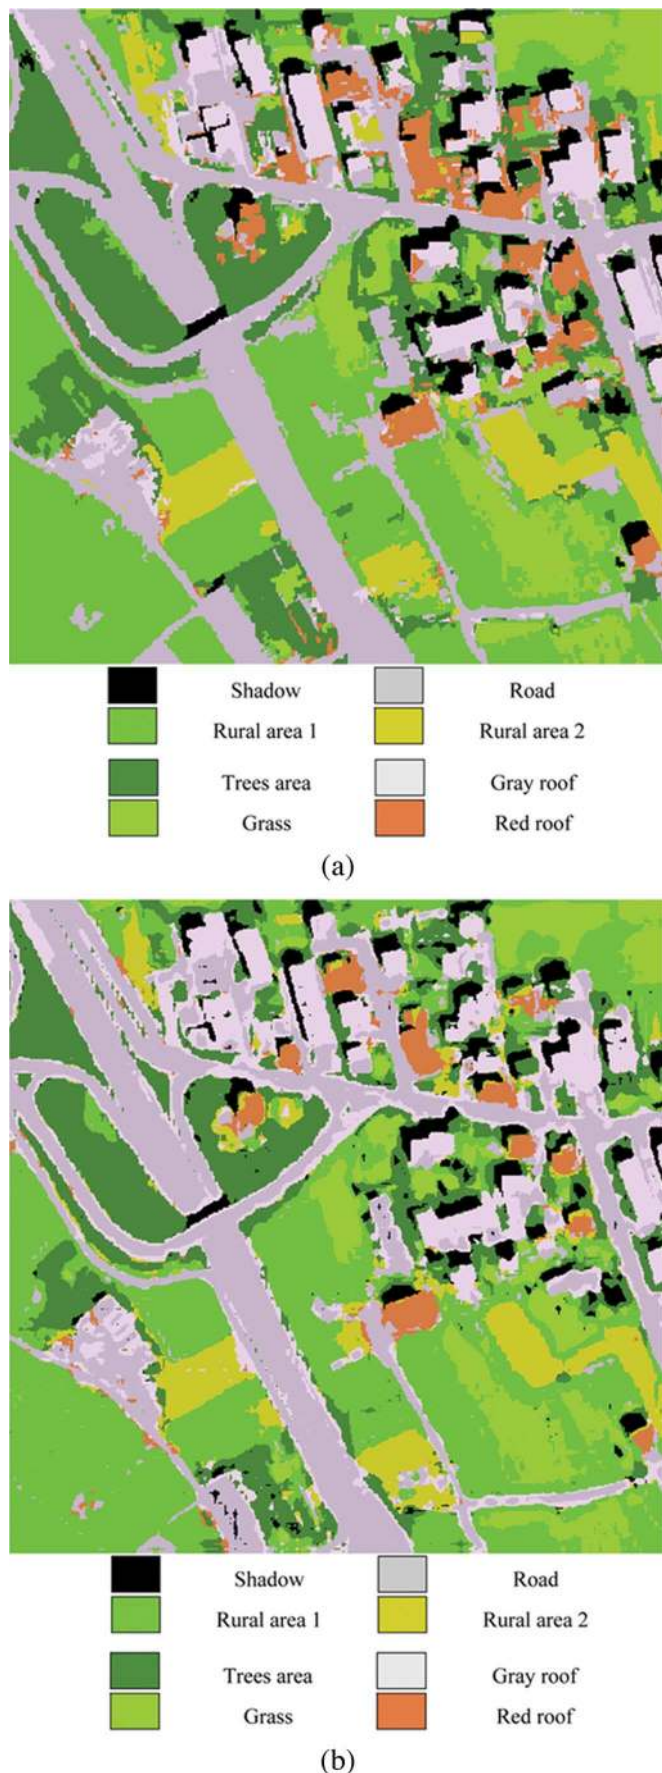 Shadow Road
Rural area 1 Rural area 2
Trees area Gray roof
Grass Red roof
(a)
Shadow Road
Rural area 1 Rural area 2
Trees area Gray roof
Grass Red roof
(b)